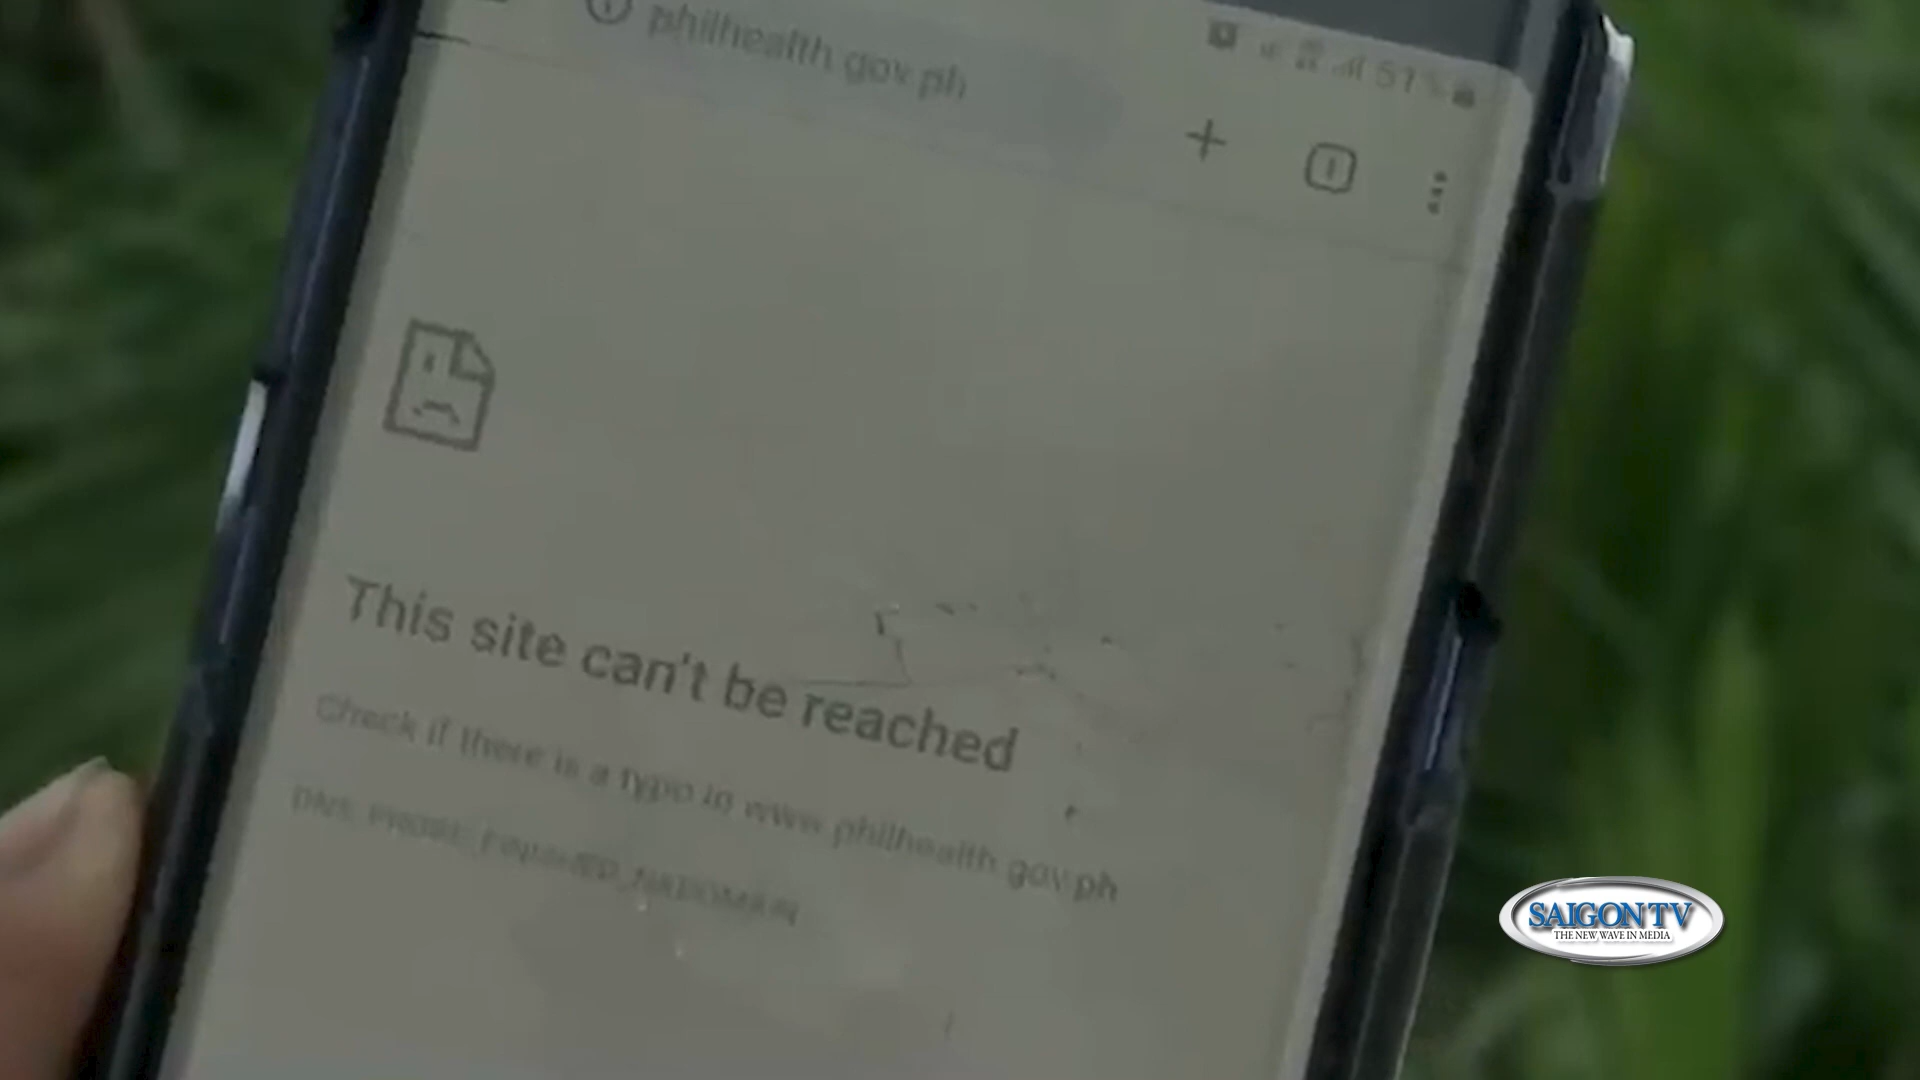 philhealth.gov.ph
51%
This site can't be reached
Check if there is a typo in www.philhealth.gov.ph
SAIGON TV
THE NEW WAVE IN MEDIA